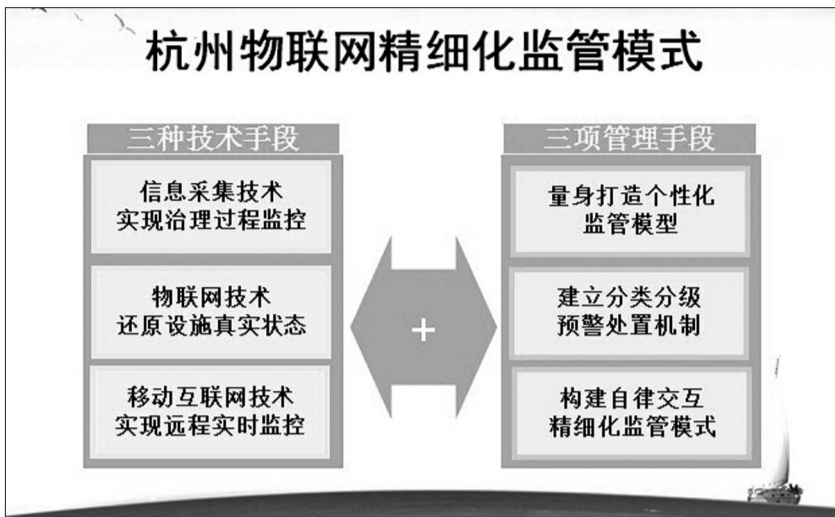 杭州物联网精细化监管模式
三种技术手段
信息采集技术
实现治理过程监控
物联网技术
还原设施真实状态
移动互联网技术
实现远程实时监控
+
三项管理手段
量身打造个性化
监管模型
建立分类分级
预警处置机制
构建自律交互
精细化监管模式